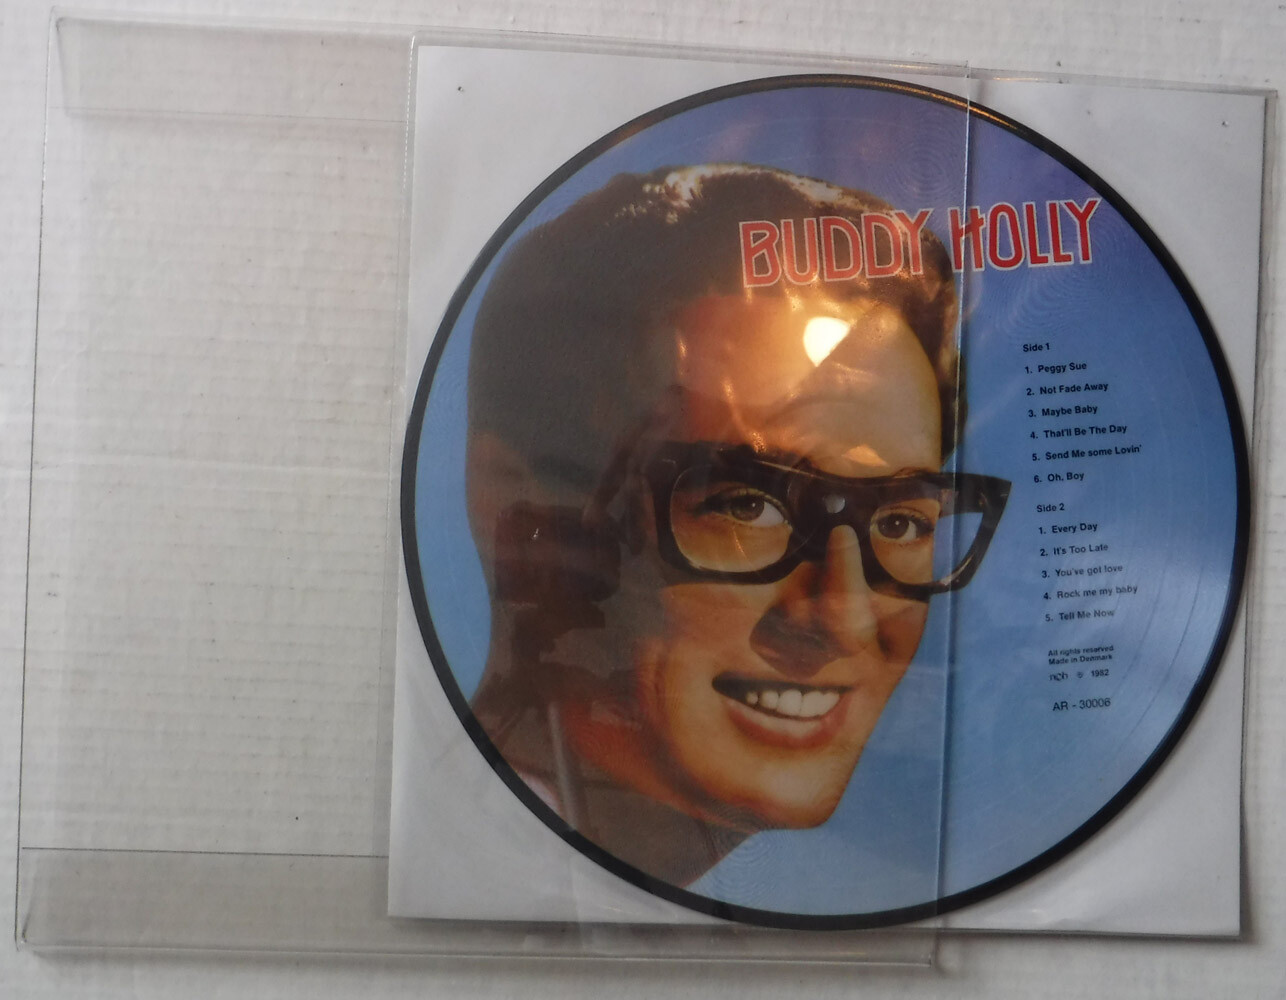 BUDDY HOLLY
Side 1
1. Peggy Sue
2. Not Fade Away
3. Maybe Baby
4. That'll Be The Day
5. Send Me some Lovin'
6. Oh, Boy
Side 2
1. Every Day
2. It's Too Late
3. You've got love
4. Rock me my baby
5. Tell Me Now
All rights reserved
Made in Denmark
ncb © 1982
AR - 30006